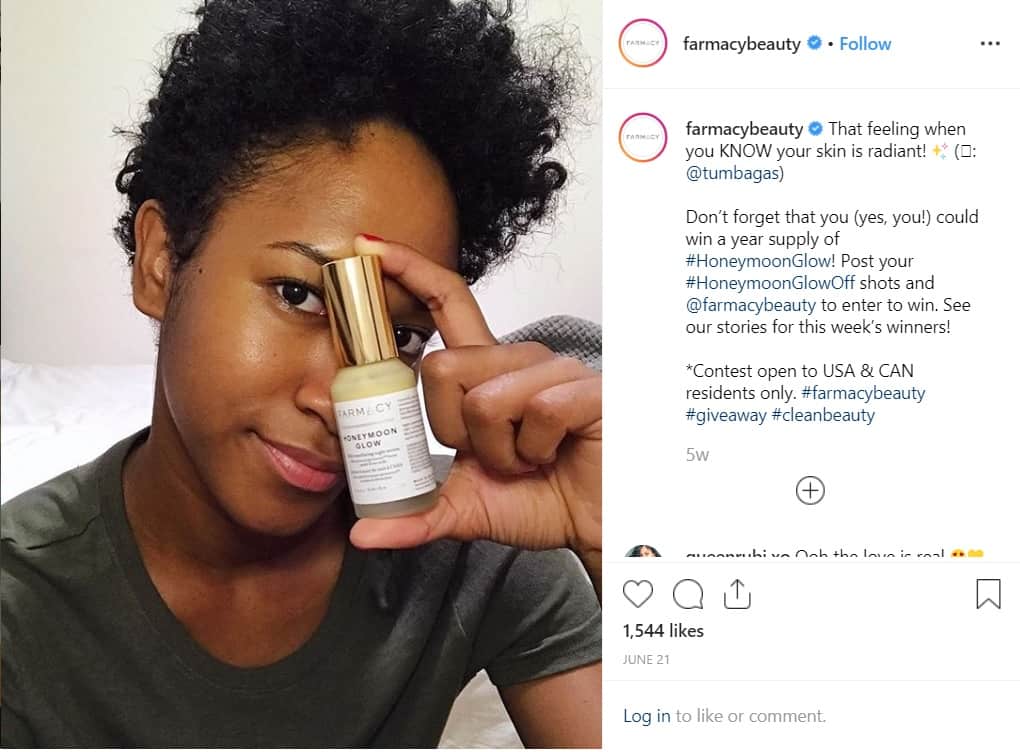 farmacybeauty • Follow
FARMACY
FARMACY
farmacybeauty That feeling when
you KNOW your skin is radiant! ✨ (▯:
@tumbagas)
Don’t forget that you (yes, you!) could
win a year supply of
#HoneymoonGlow! Post your
#HoneymoonGlowOff shots and
@farmacybeauty to enter to win. See
our stories for this week’s winners!
*Contest open to USA & CAN
residents only. #farmacybeauty
#giveaway #cleanbeauty
5w
queenrubi.xo Ooh the love is real 😍💛
1,544 likes
JUNE 21
Log in to like or comment.
FARMACY
HONEYMOON
GLOW